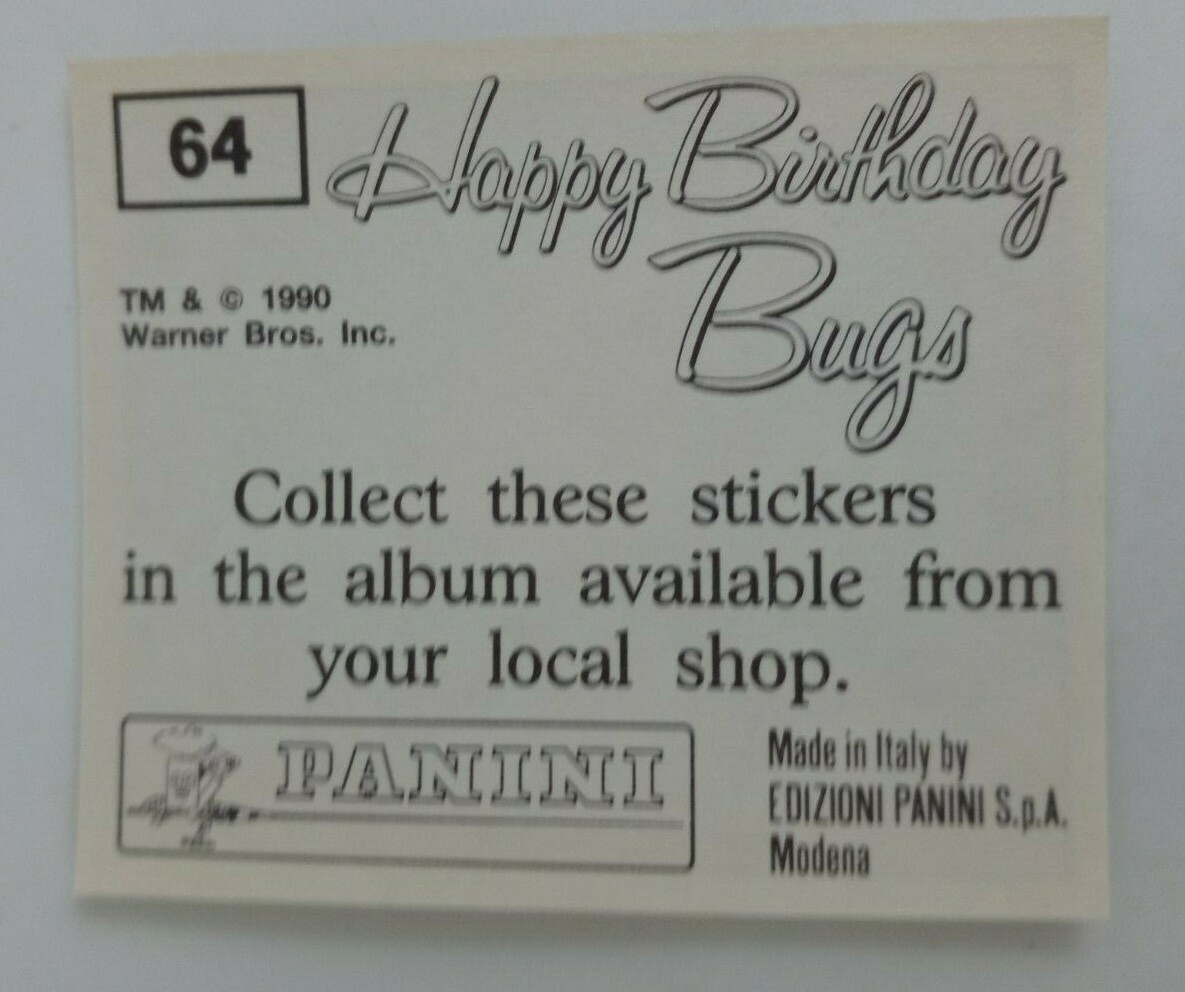 64
Happy Birthday
Bugs
TM & © 1990
Warner Bros. Inc.
Collect these stickers
in the album available from
your local shop.
PANINI
Made in Italy by
EDIZIONI PANINI S.p.A.
Modena